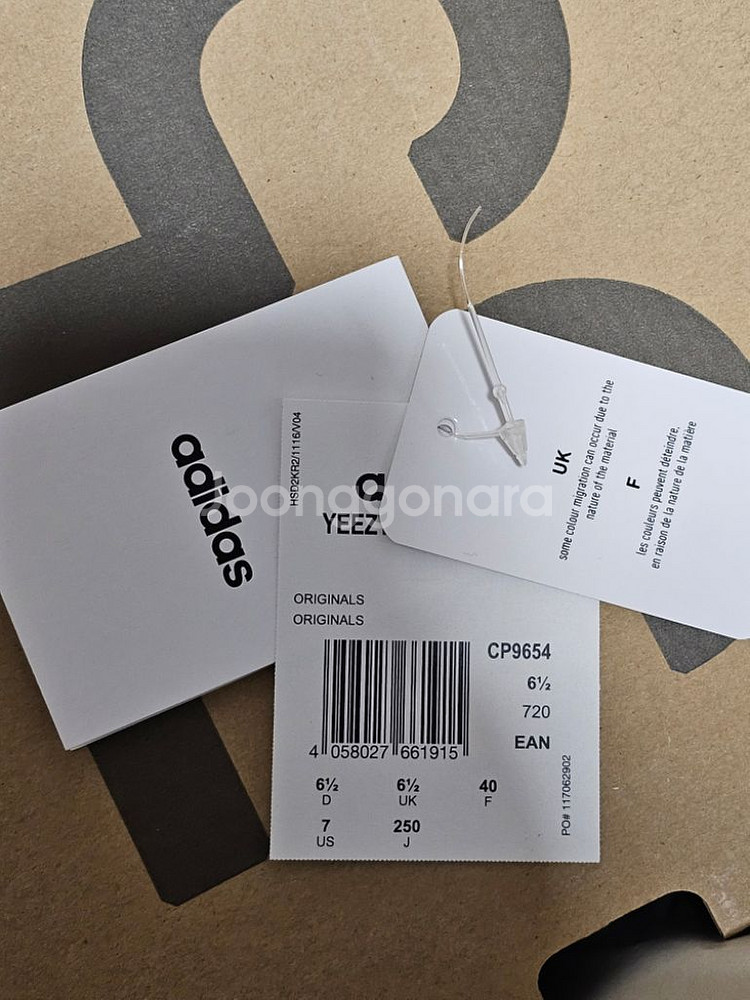 adidas
HSD2KR2/1116/V04
YEEZ
ORIGINALS
ORIGINALS
CP9654
6½
720
EAN
4 058027 661915
6½ 6½ 40
D UK F
7 250
US J
PO# 117062902
UK
some colour migration can occur due to the
nature of the material
F
les couleurs peuvent déteindre,
en raison de la nature de la matière
Joonggonara